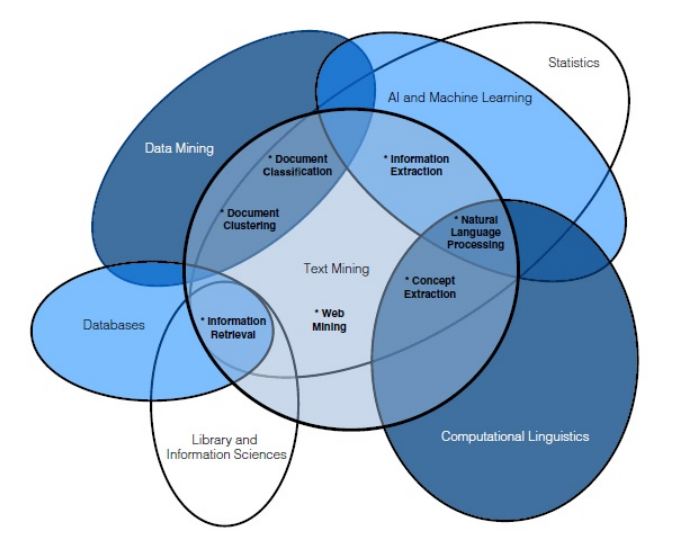 Statistics
AI and Machine Learning
Data Mining
* Document
Classification
* Information
Extraction
* Document
Clustering
* Natural
Language
Processing
Text Mining
* Concept
Extraction
Databases
* Information
Retrieval
* Web
Mining
Library and
Information Sciences
Computational Linguistics